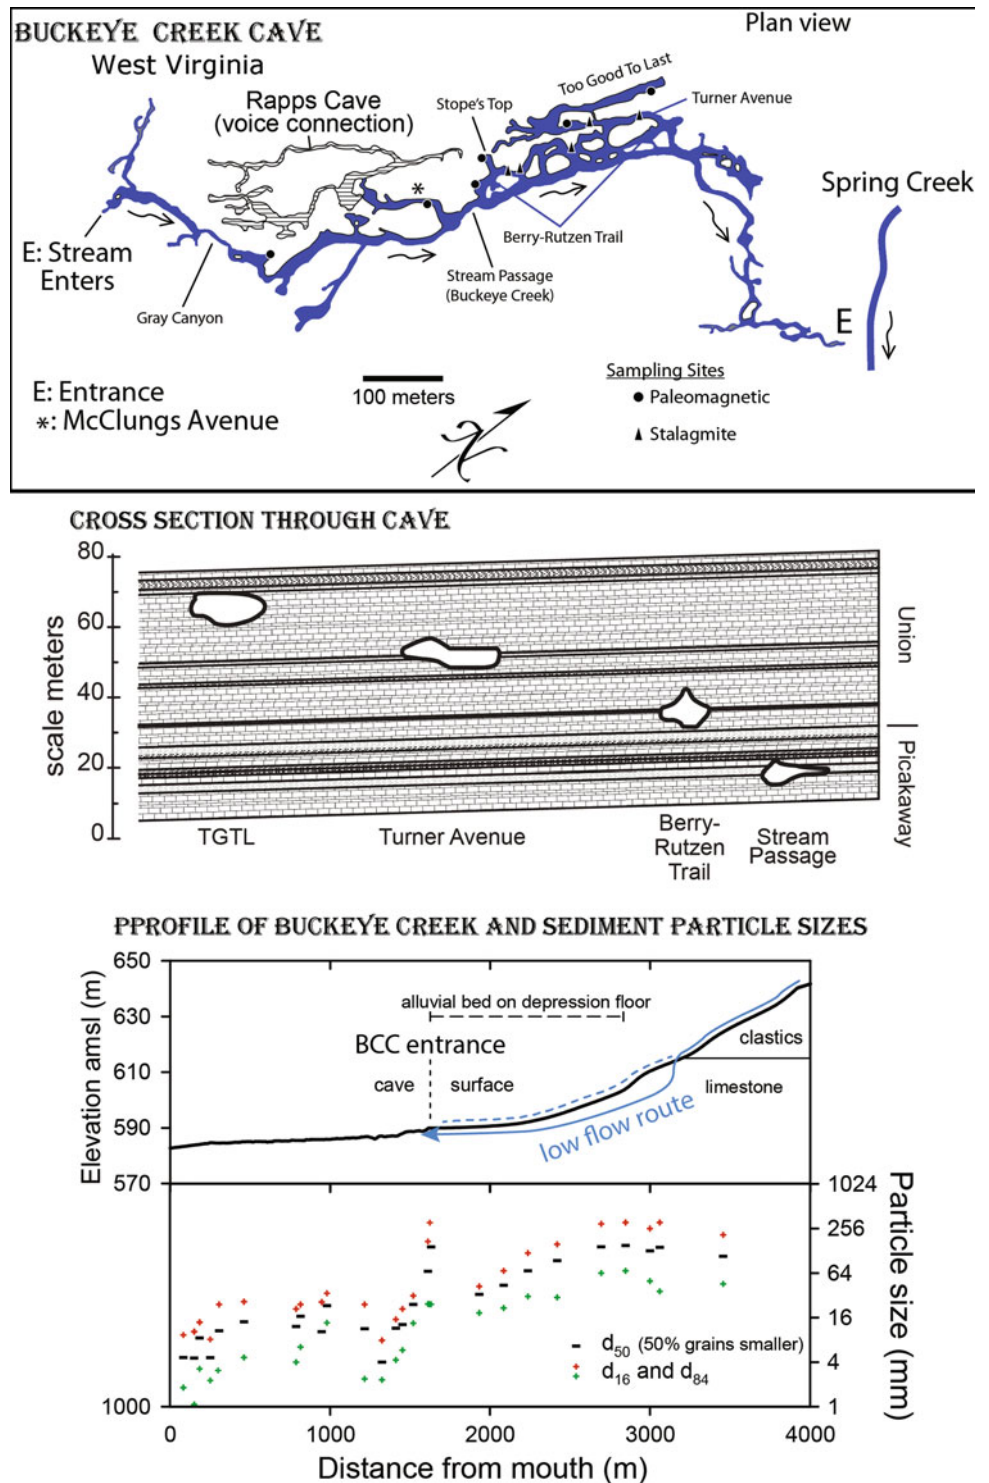 BUCKEYE CREEK CAVE
Plan view
West Virginia
Too Good To Last
Rapps Cave
(voice connection)
Stope's Top
Turner Avenue
*
Spring Creek
E: Stream
Enters
Berry-Rutzen Trail
Stream Passage
(Buckeye Creek)
Gray Canyon
E
E: Entrance
*: McClungs Avenue
100 meters
Sampling Sites
Paleomagnetic
Stalagmite
CROSS SECTION THROUGH CAVE
scale meters
80
60
40
20
0
Union
Picakaway
TGTL
Turner Avenue
Berry-
Rutzen
Trail
Stream
Passage
PPROFILE OF BUCKEYE CREEK AND SEDIMENT PARTICLE SIZES
Elevation amsl (m)
650
630
610
590
570
1000
alluvial bed on depression floor
BCC entrance
cave
surface
clastics
limestone
low flow route
1024
256
64
16
4
1
Particle size (mm)
d50 (50% grains smaller)
d16 and d84
0
1000
2000
3000
4000
Distance from mouth (m)